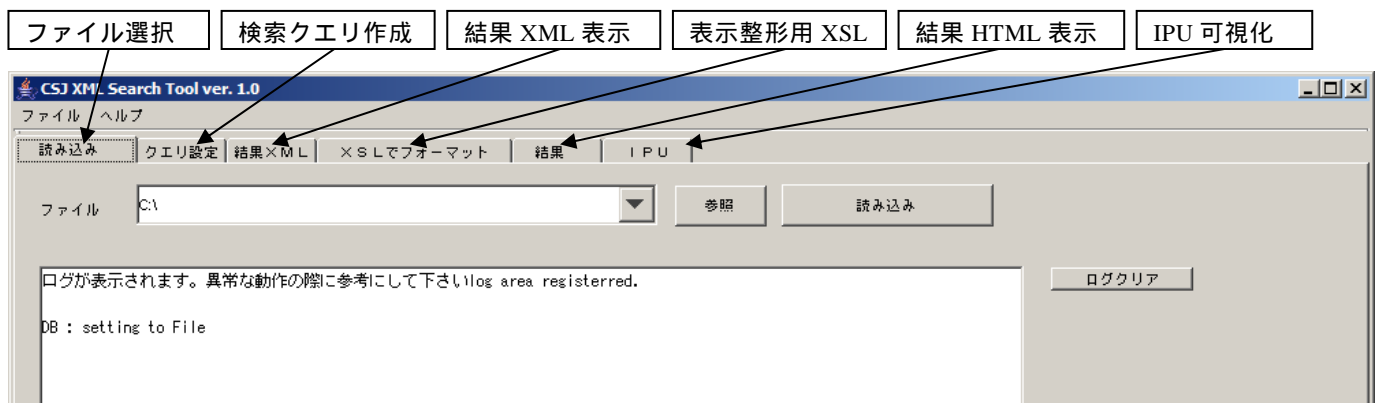 ファイル選択 検索クエリ作成 結果 XML 表示 表示整形用 XSL 結果 HTML 表示 IPU 可視化
CSJ XML Search Tool ver. 1.0
ファイル ヘルプ
読み込み クエリ設定 結果ＸＭＬ ＸＳＬでフォーマット 結果 ＩＰＵ
ファイル C:\ 参照 読み込み
ログが表示されます。異常な動作の際に参考にして下さいlog area registerred. ログクリア
DB : setting to File